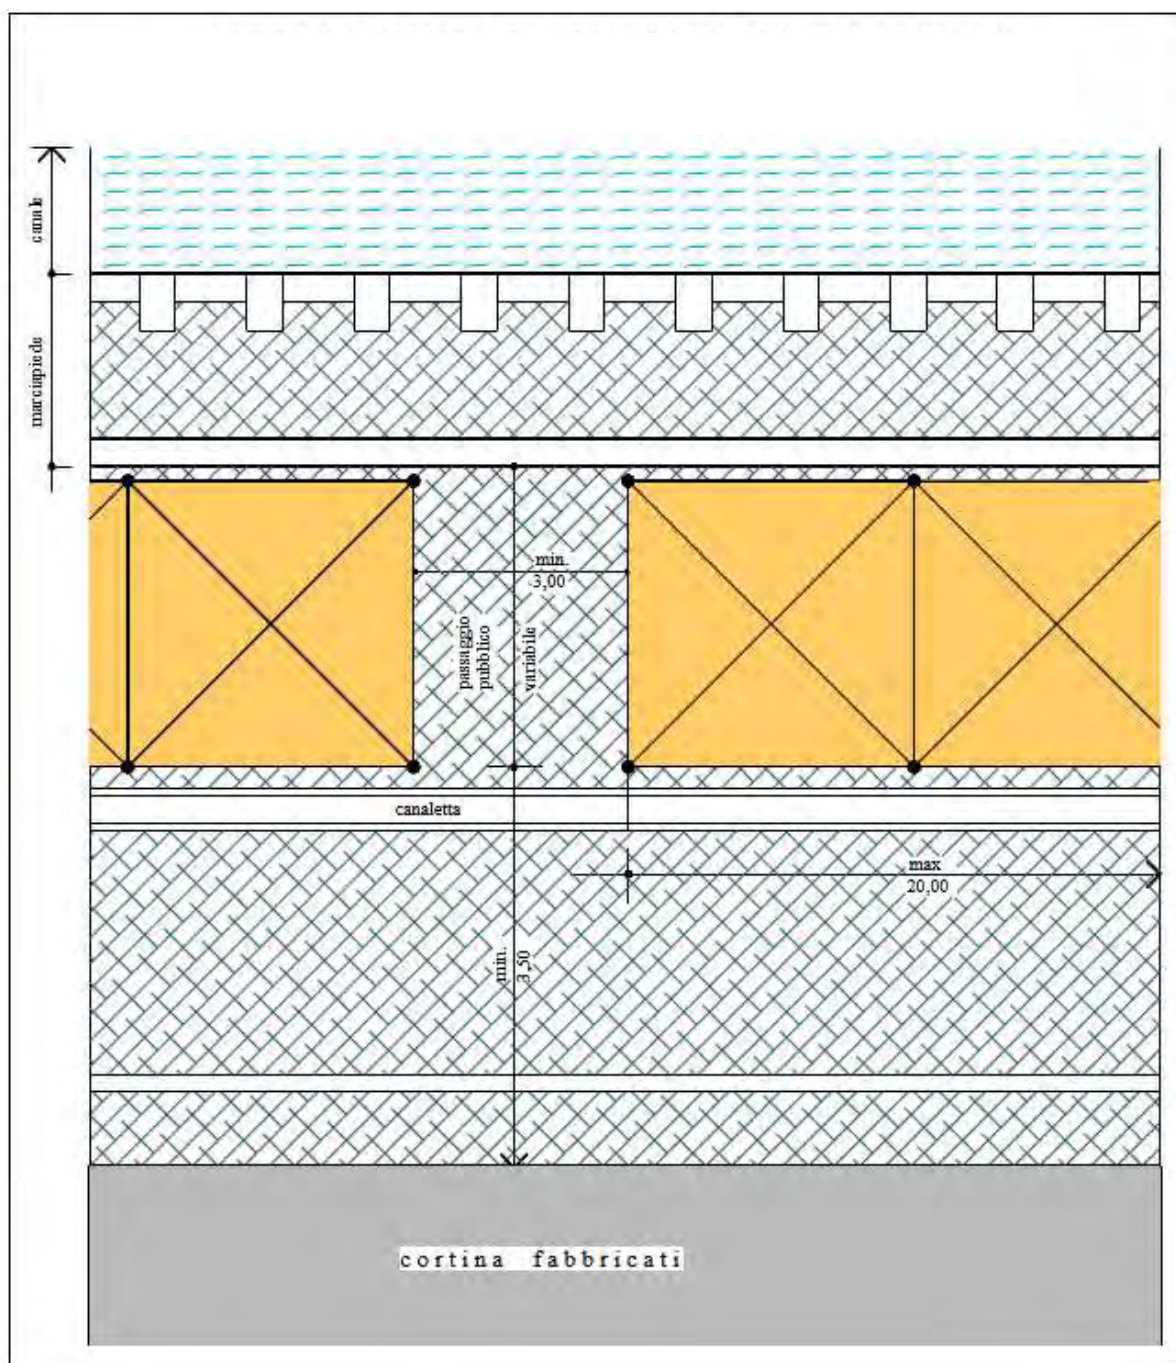 canale
marciapiede
min.
3,00
passaggio
pubblico
variabile
canaletta
max
20,00
min.
3,50
cortina fabbricati